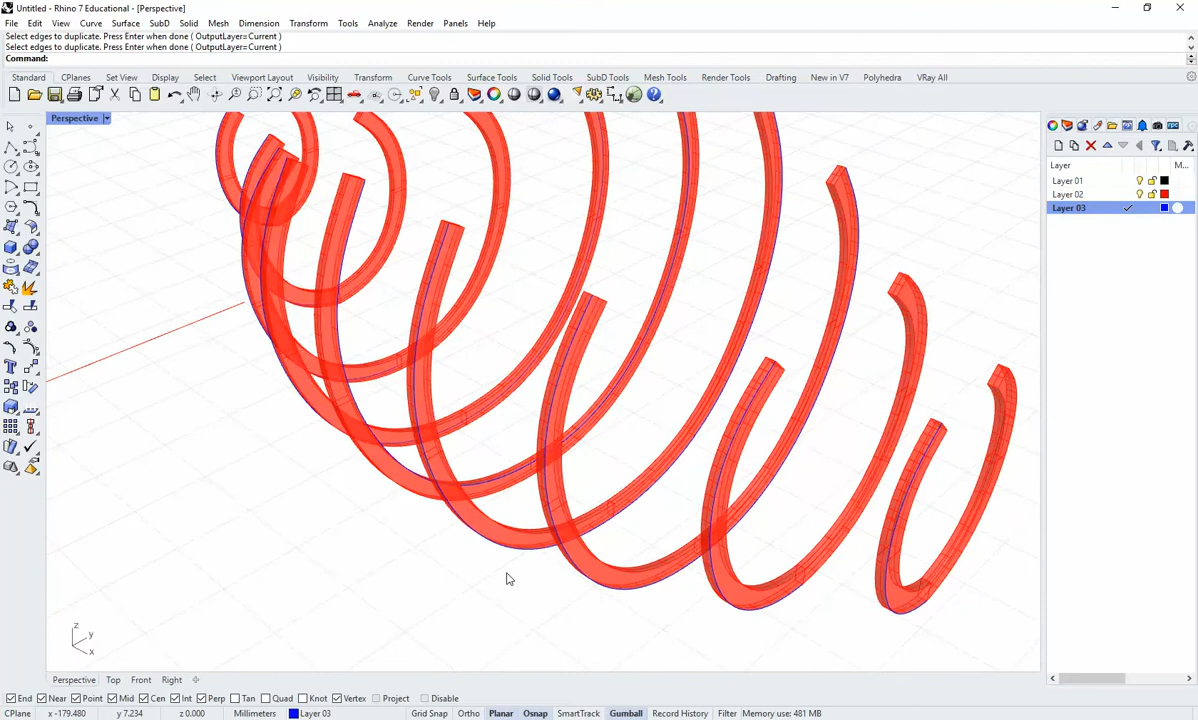 Untitled - Rhino 7 Educational - [Perspective]
File Edit View Curve Surface SubD Solid Mesh Dimension Transform Tools Analyze Render Panels Help
Select edges to duplicate. Press Enter when done ( OutputLayer=Current )
Select edges to duplicate. Press Enter when done ( OutputLayer=Current )
Command:
Standard CPlanes Set View Display Select Viewport Layout Visibility Transform Curve Tools Surface Tools Solid Tools SubD Tools Mesh Tools Render Tools Drafting New in V7 Polyhedra VRay All
Perspective
Layer M...
Layer 01
Layer 02
Layer 03
z
y
x
Perspective Top Front Right
End Near Point Mid Cen Int Perp Tan Quad Knot Vertex Project Disable
CPlane x -179.480 y 7.234 z 0.000 Millimeters Layer 03 Grid Snap Ortho Planar Osnap SmartTrack Gumball Record History Filter Memory use: 481 MB